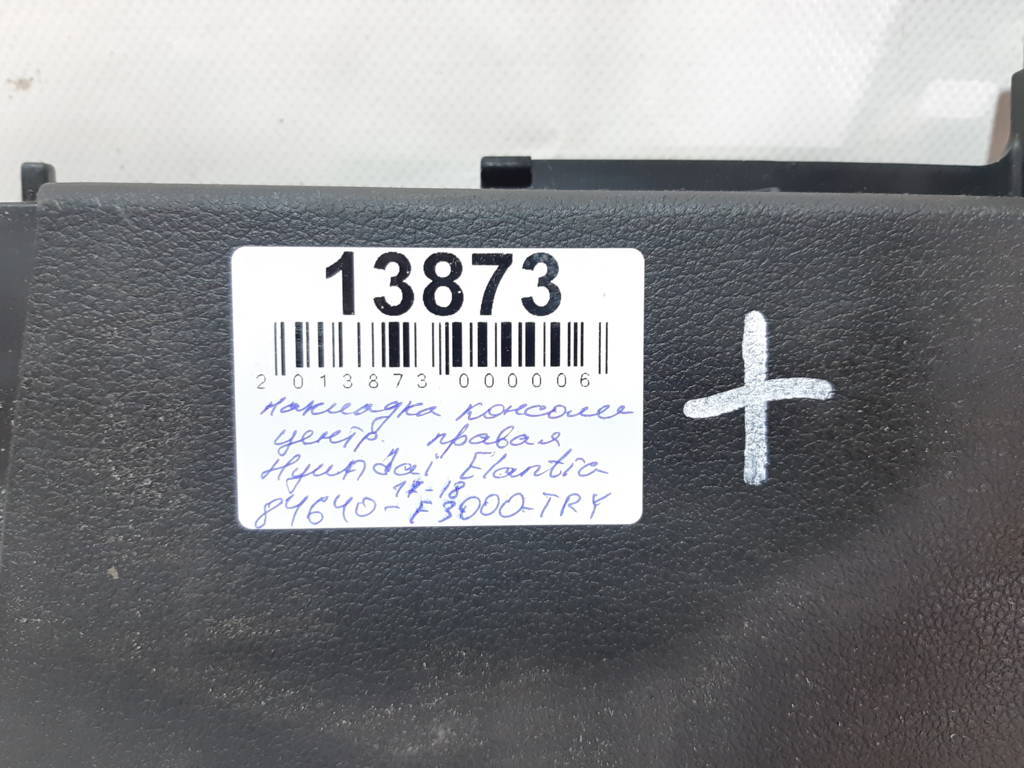 13873
2 013873 000006
накладка консоли
центр. правая
Hyundai Elantra
17-18
84640-F3000-TRY